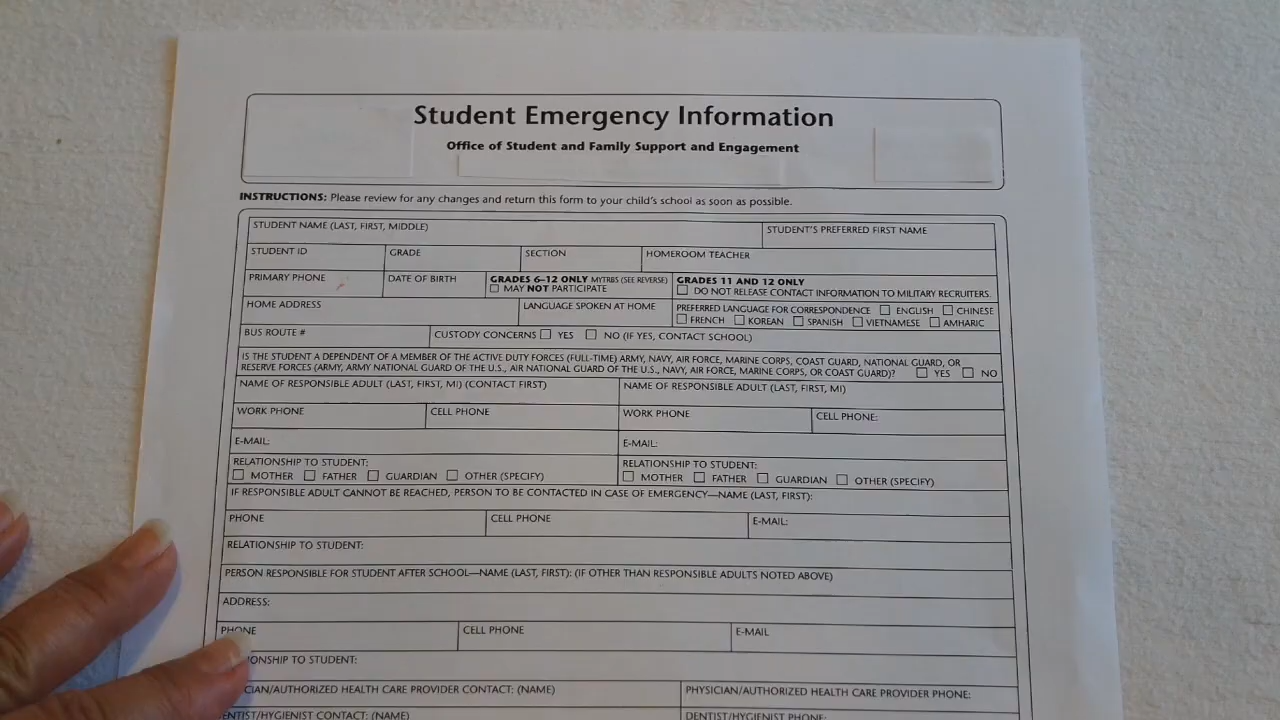 Student Emergency Information
Office of Student and Family Support and Engagement
INSTRUCTIONS: Please review for any changes and return this form to your child's school as soon as possible.
STUDENT NAME (LAST, FIRST, MIDDLE) STUDENT'S PREFERRED FIRST NAME
STUDENT ID GRADE SECTION HOMEROOM TEACHER
PRIMARY PHONE DATE OF BIRTH GRADES 6–12 ONLY MYTRBS (SEE REVERSE) GRADES 11 AND 12 ONLY
☐ MAY NOT PARTICIPATE ☐ DO NOT RELEASE CONTACT INFORMATION TO MILITARY RECRUITERS.
HOME ADDRESS LANGUAGE SPOKEN AT HOME PREFERRED LANGUAGE FOR CORRESPONDENCE ☐ ENGLISH ☐ CHINESE
☐ FRENCH ☐ KOREAN ☐ SPANISH ☐ VIETNAMESE ☐ AMHARIC
BUS ROUTE # CUSTODY CONCERNS ☐ YES ☐ NO (IF YES, CONTACT SCHOOL)
IS THE STUDENT A DEPENDENT OF A MEMBER OF THE ACTIVE DUTY FORCES (FULL-TIME) ARMY, NAVY, AIR FORCE, MARINE CORPS, COAST GUARD, NATIONAL GUARD, OR
RESERVE FORCES (ARMY, ARMY NATIONAL GUARD OF THE U.S., AIR NATIONAL GUARD OF THE U.S., NAVY, AIR FORCE, MARINE CORPS, OR COAST GUARD)? ☐ YES ☐ NO
NAME OF RESPONSIBLE ADULT (LAST, FIRST, MI) (CONTACT FIRST) NAME OF RESPONSIBLE ADULT (LAST, FIRST, MI)
WORK PHONE CELL PHONE WORK PHONE CELL PHONE:
E-MAIL: E-MAIL:
RELATIONSHIP TO STUDENT: RELATIONSHIP TO STUDENT:
☐ MOTHER ☐ FATHER ☐ GUARDIAN ☐ OTHER (SPECIFY) ☐ MOTHER ☐ FATHER ☐ GUARDIAN ☐ OTHER (SPECIFY)
IF RESPONSIBLE ADULT CANNOT BE REACHED, PERSON TO BE CONTACTED IN CASE OF EMERGENCY—NAME (LAST, FIRST):
PHONE CELL PHONE E-MAIL:
RELATIONSHIP TO STUDENT:
PERSON RESPONSIBLE FOR STUDENT AFTER SCHOOL—NAME (LAST, FIRST): (IF OTHER THAN RESPONSIBLE ADULTS NOTED ABOVE)
ADDRESS:
PHONE CELL PHONE E-MAIL
IONSHIP TO STUDENT:
CIAN/AUTHORIZED HEALTH CARE PROVIDER CONTACT: (NAME) PHYSICIAN/AUTHORIZED HEALTH CARE PROVIDER PHONE:
ENTIST/HYGIENIST CONTACT: (NAME) DENTIST/HYGIENIST PHONE: